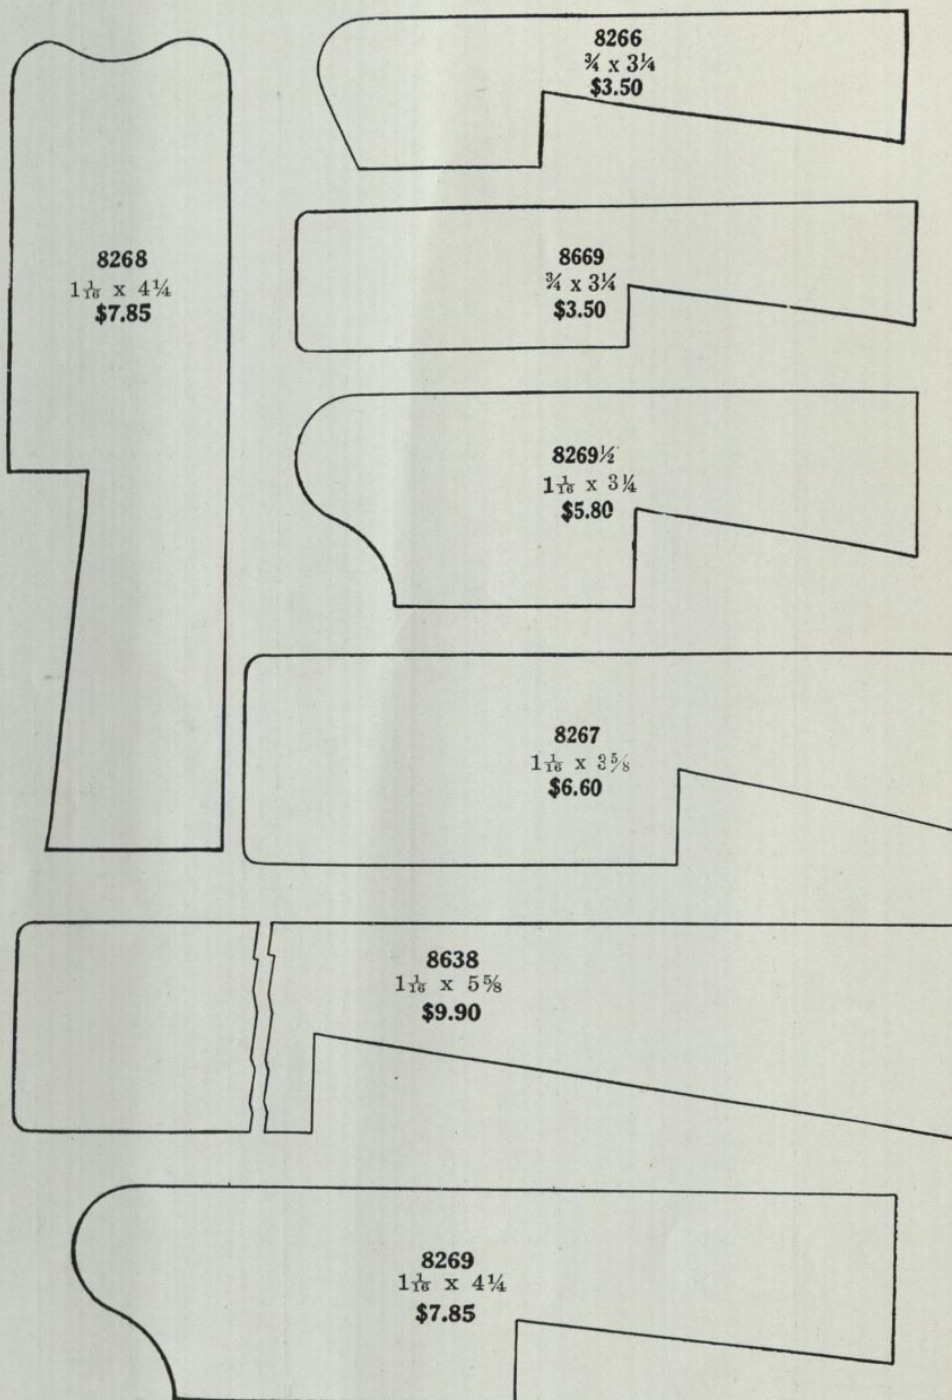 8266
¾ x 3¼
$3.50
8268
1 1/16 x 4¼
$7.85
8669
¾ x 3¼
$3.50
8269½
1 1/16 x 3¼
$5.80
8267
1 1/16 x 3⅝
$6.60
8638
1 1/16 x 5⅝
$9.90
8269
1 1/16 x 4¼
$7.85